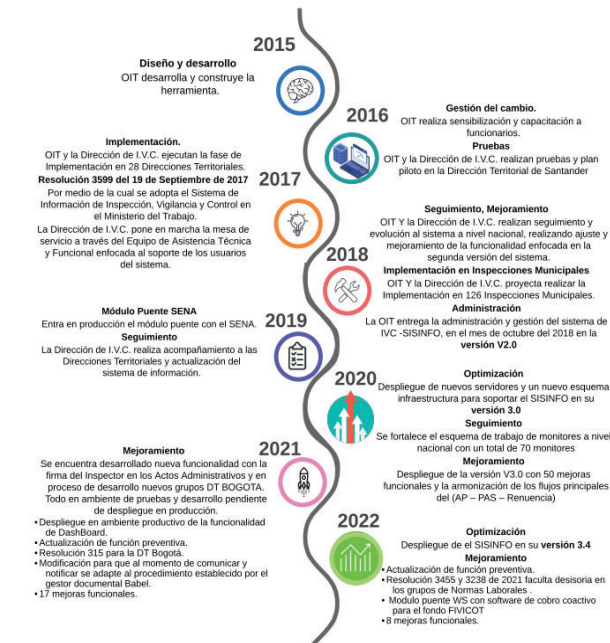 2015
Diseño y desarrollo
OIT desarrolla y construye la
herramienta.
2016
Gestión del cambio.
OIT realiza sensibilización y capacitación a
funcionarios.
Pruebas
OIT y la Dirección de I.V.C. realizan pruebas y plan
piloto en la Dirección Territorial de Santander
2017
Implementación.
OIT y la Dirección de I.V.C. ejecutan la fase de
Implementación en 28 Direcciones Territoriales.
Resolución 3599 del 19 de Septiembre de 2017
Por medio de la cual se adopta el Sistema de
Información de Inspección, Vigilancia y Control en
el Ministerio del Trabajo.
La Dirección de I.V.C. pone en marcha la mesa de
servicio a través del Equipo de Asistencia Técnica
y Funcional enfocada al soporte de los usuarios
del sistema.
2018
Seguimiento, Mejoramiento
OIT Y la Dirección de I.V.C. realizan seguimiento y
evolución al sistema a nivel nacional, realizando ajuste y
mejoramiento de la funcionalidad enfocada en la
segunda versión del sistema.
Implementación en Inspecciones Municipales
OIT Y la Dirección de I.V.C. proyecta realizar la
Implementación en 126 Inspecciones Municipales.
Administración
La OIT entrega la administración y gestión del sistema de
IVC -SISINFO, en el mes de octubre del 2018 en la
versión V2.0
2019
Módulo Puente SENA
Entra en producción el módulo puente con el SENA.
Seguimiento
La Dirección de I.V.C. realiza acompañamiento a las
Direcciones Territoriales y actualización del
sistema de información.
2020
Optimización
Despliegue de nuevos servidores y un nuevo esquema
infraestructura para soportar el SISINFO en su
versión 3.0
Seguimiento
Se fortalece el esquema de trabajo de monitores a nivel
nacional con un total de 70 monitores
Mejoramiento
Despliegue de la versión V3.0 con 50 mejoras
funcionales y la armonización de los flujos principales
del (AP – PAS – Renuencia)
2021
Mejoramiento
Se encuentra desarrollado nueva funcionalidad con la
firma del Inspector en los Actos Administrativos y en
proceso de desarrollo nuevos grupos DT BOGOTA.
Todo en ambiente de pruebas y desarrollo pendiente
de despliegue en producción.
• Despliegue en ambiente productivo de la funcionalidad
de DashBoard.
• Actualización de función preventiva.
• Resolución 315 para la DT Bogotá.
• Modificación para que al momento de comunicar y
notificar se adapte al procedimiento establecido por el
gestor documental Babel.
• 17 mejoras funcionales.
2022
Optimización
Despliegue de el SISINFO en su versión 3.4
Mejoramiento
• Actualización de función preventiva.
• Resolución 3455 y 3238 de 2021 faculta desisoria en
los grupos de Normas Laborales .
• Modulo puente WS con software de cobro coactivo
para el fondo FIVICOT
• 8 mejoras funcionales.